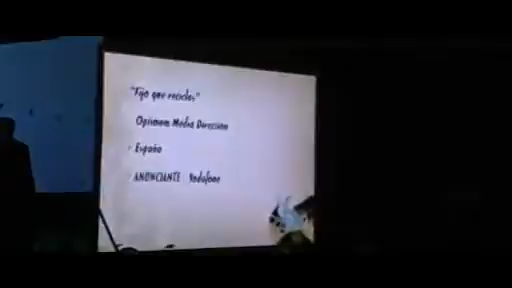 "Fijo que recicles"
Optimum Media Direction
España
ANUNCIANTE Vodafone